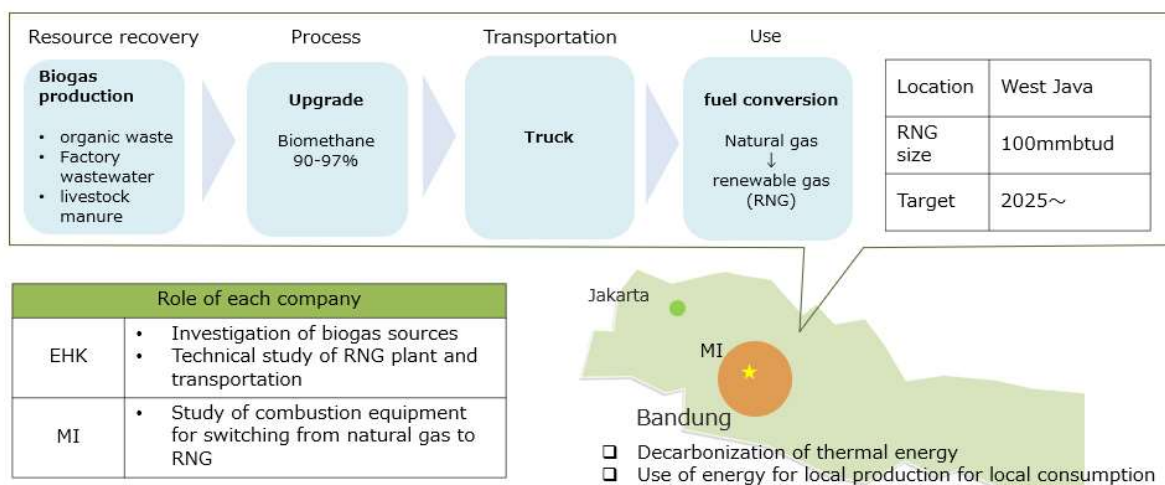 Resource recovery
Process
Transportation
Use
Biogas
production
• organic waste
• Factory
wastewater
• livestock
manure
Upgrade
Biomethane
90-97%
Truck
fuel conversion
Natural gas
↓
renewable gas
(RNG)
Location West Java
RNG
size
100mmbtud
Target 2025～
Role of each company
EHK
• Investigation of biogas sources
• Technical study of RNG plant and
transportation
MI
• Study of combustion equipment
for switching from natural gas to
RNG
Jakarta
MI
Bandung
❑ Decarbonization of thermal energy
❑ Use of energy for local production for local consumption